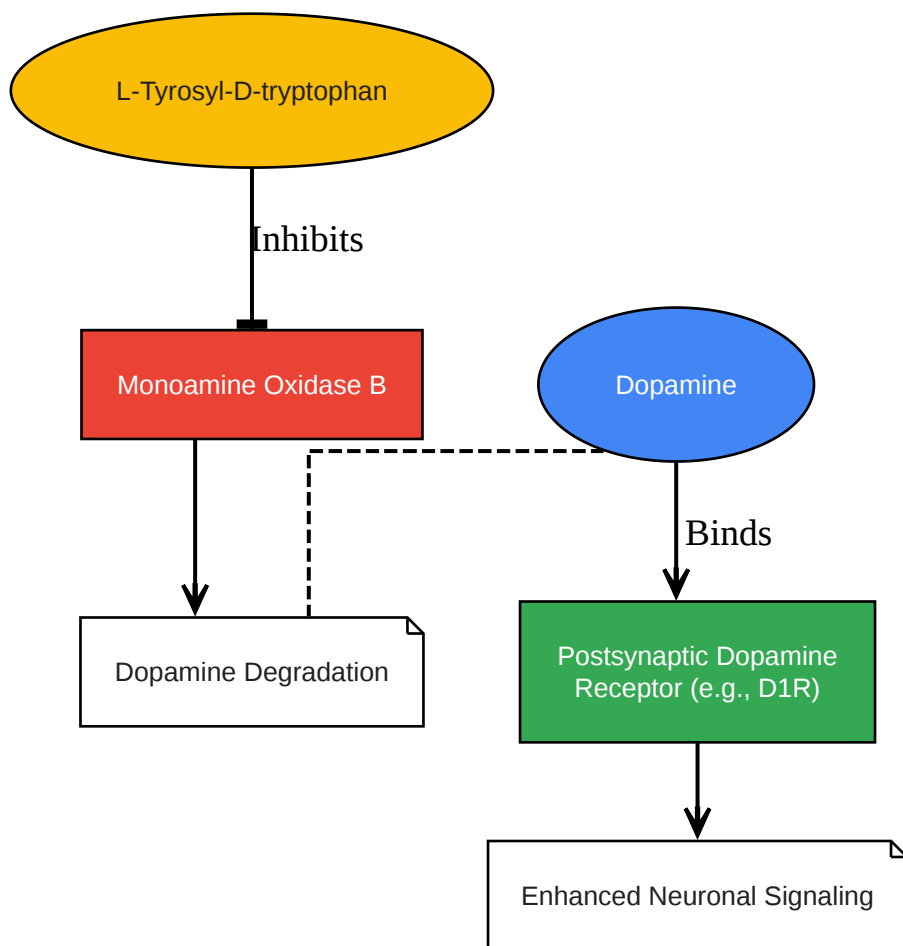 L-Tyrosyl-D-tryptophan
Inhibits
Monoamine Oxidase B
Dopamine
Binds
Dopamine Degradation
Postsynaptic Dopamine
Receptor (e.g., D1R)
Enhanced Neuronal Signaling